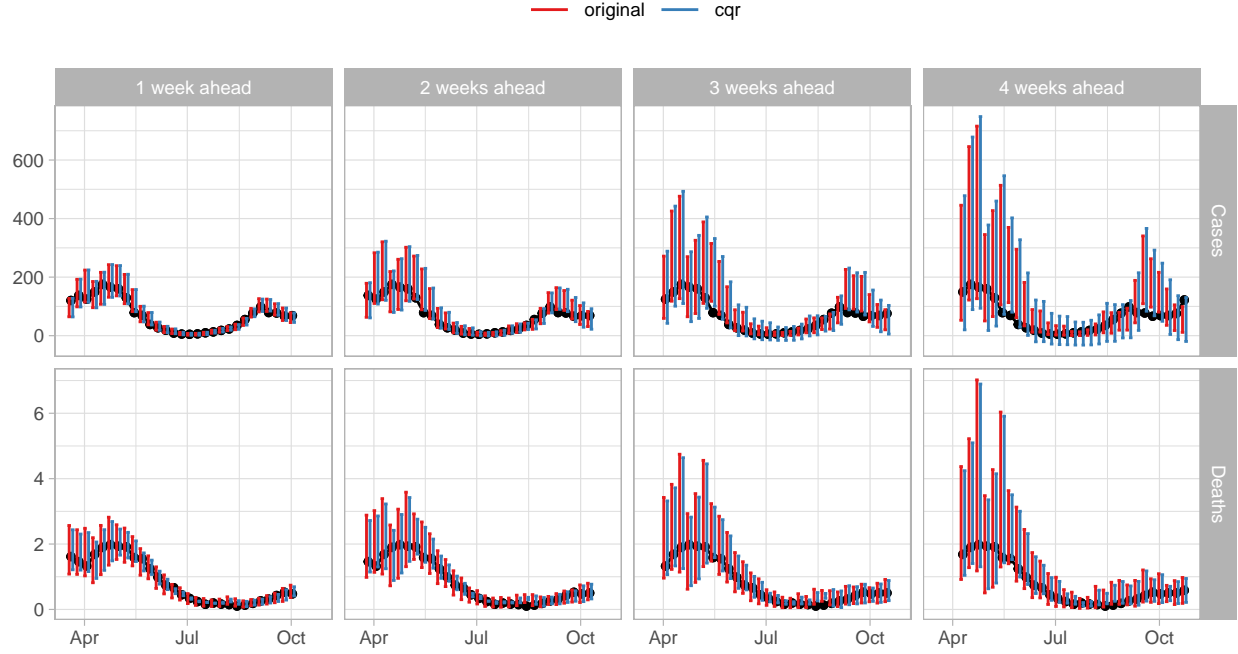 original cqr
1 week ahead 2 weeks ahead 3 weeks ahead 4 weeks ahead
600
400
200
0
Cases
6
4
2
0
Deaths
Apr Jul Oct Apr Jul Oct Apr Jul Oct Apr Jul Oct